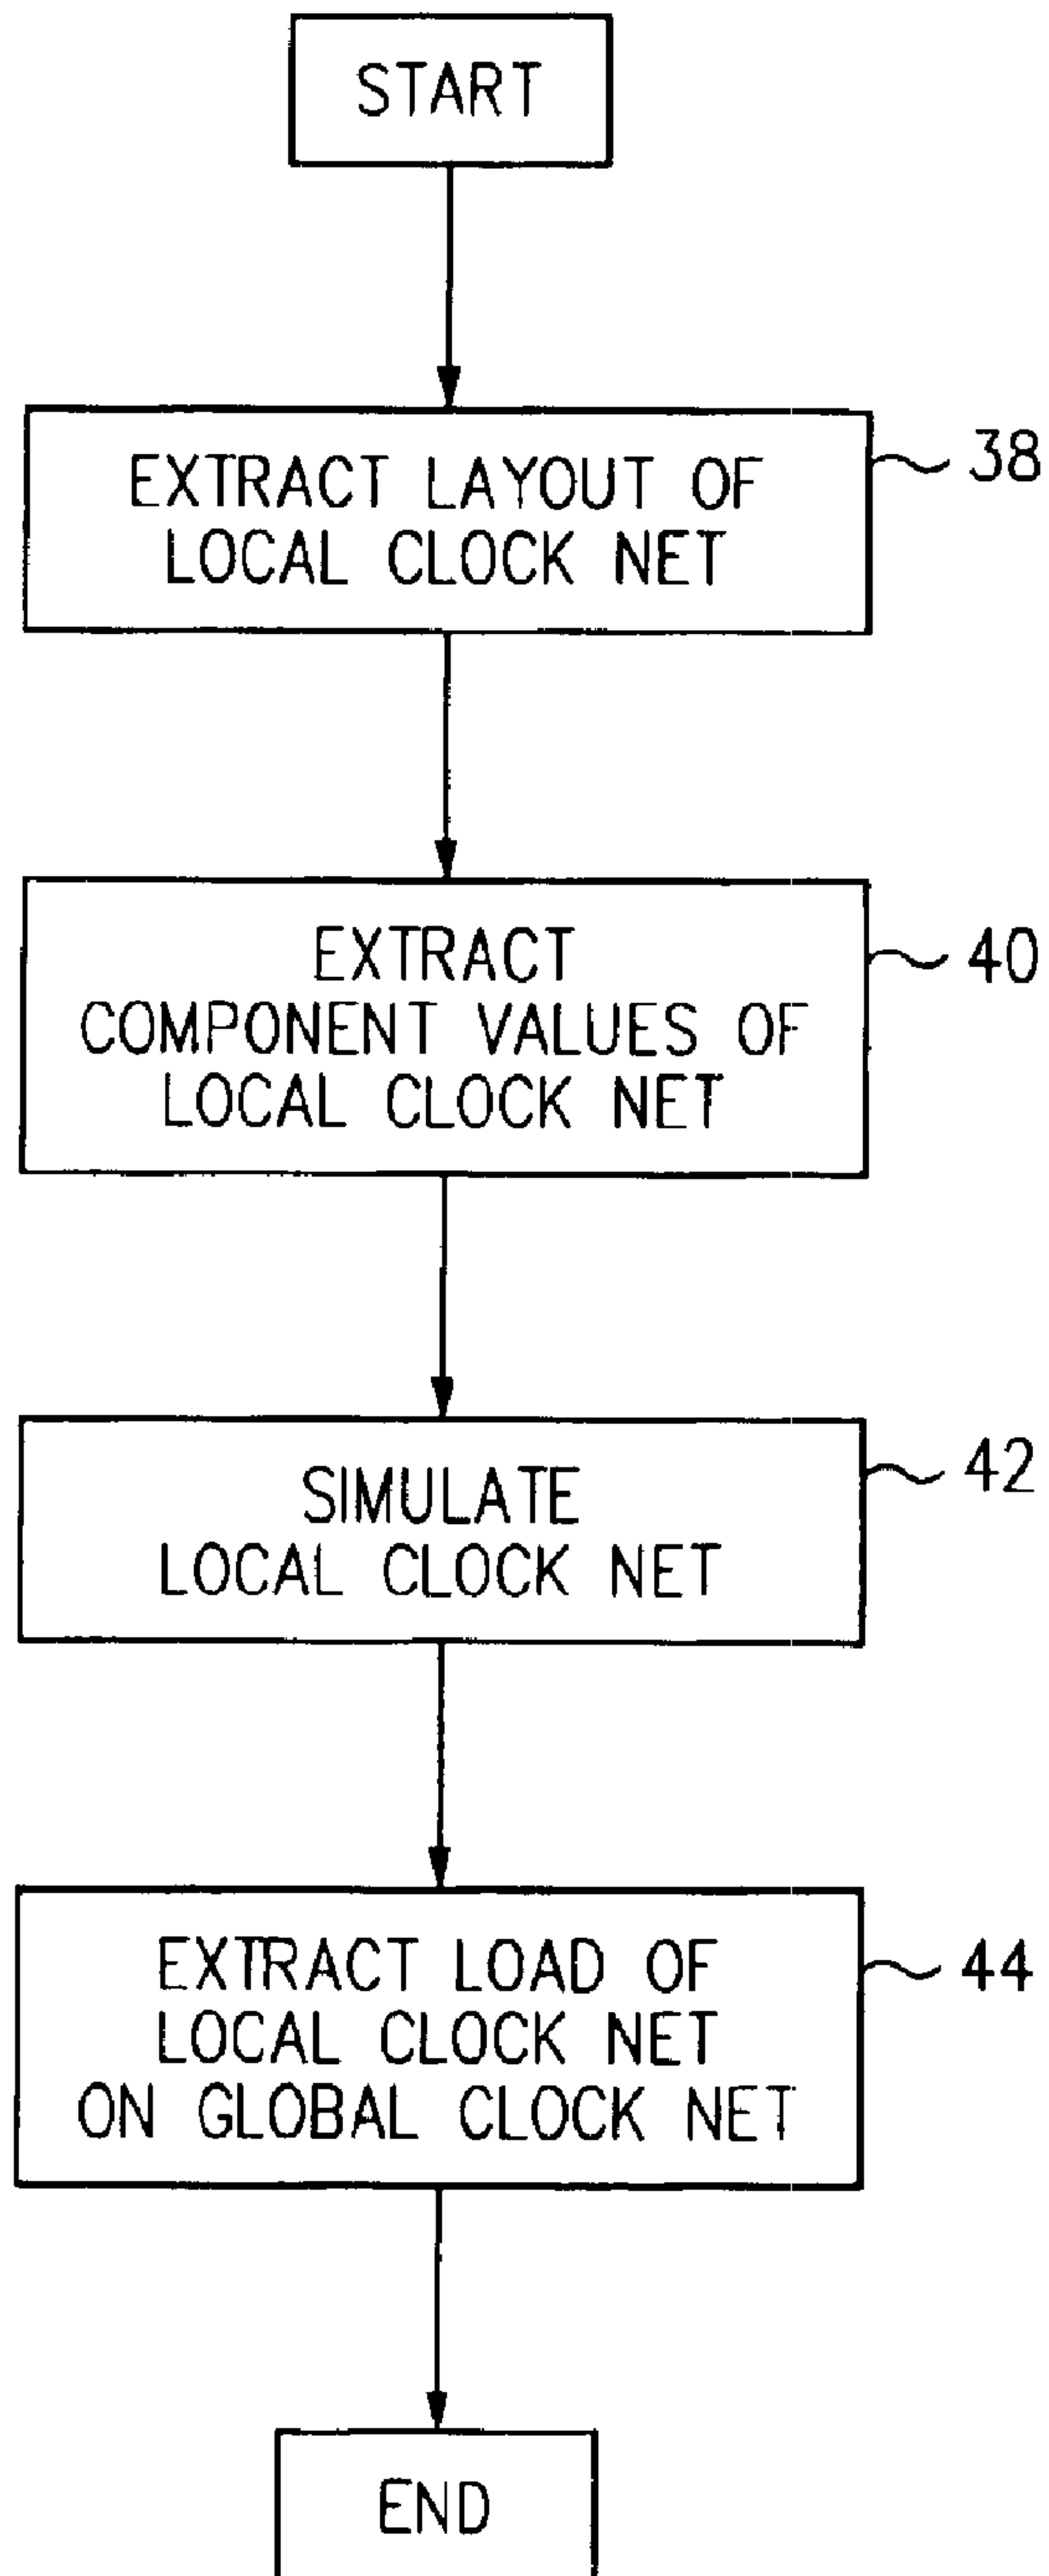 START
EXTRACT LAYOUT OF
LOCAL CLOCK NET
38
EXTRACT
COMPONENT VALUES OF
LOCAL CLOCK NET
40
SIMULATE
LOCAL CLOCK NET
42
EXTRACT LOAD OF
LOCAL CLOCK NET
ON GLOBAL CLOCK NET
44
END